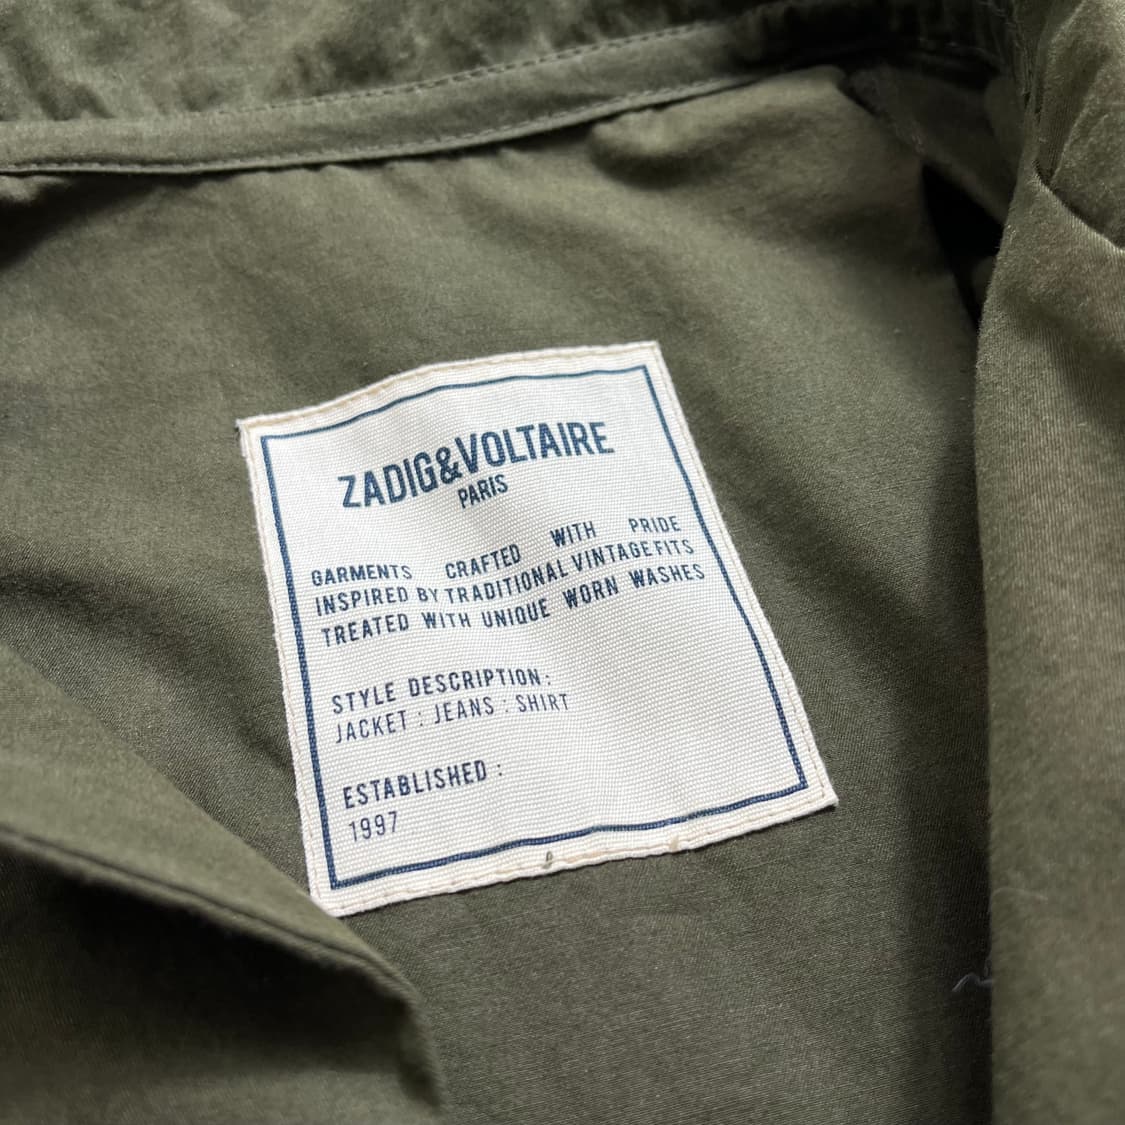 ZADIG&VOLTAIRE
PARIS
GARMENTS CRAFTED WITH PRIDE
INSPIRED BY TRADITIONAL VINTAGE FITS
TREATED WITH UNIQUE WORN WASHES
STYLE DESCRIPTION:
JACKET : JEANS : SHIRT
ESTABLISHED :
1997